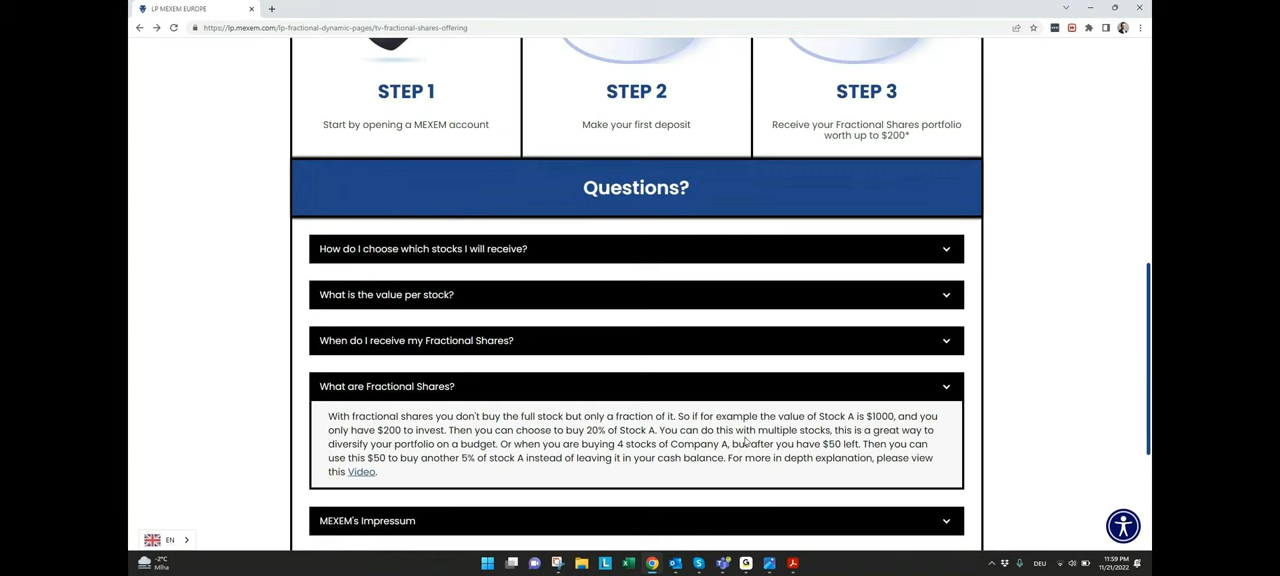 LP MEXEM EUROPE
https://lp.mexem.com/lp-fractional-dynamic-pages/tv-fractional-shares-offering
STEP 1
STEP 2
STEP 3
Start by opening a MEXEM account
Make your first deposit
Receive your Fractional Shares portfolio
worth up to $200*
Questions?
How do I choose which stocks I will receive?
What is the value per stock?
When do I receive my Fractional Shares?
What are Fractional Shares?
With fractional shares you don't buy the full stock but only a fraction of it. So if for example the value of Stock A is $1000, and you
only have $200 to invest. Then you can choose to buy 20% of Stock A. You can do this with multiple stocks, this is a great way to
diversify your portfolio on a budget. Or when you are buying 4 stocks of Company A, but after you have $50 left. Then you can
use this $50 to buy another 5% of stock A instead of leaving it in your cash balance. For more in depth explanation, please view
this Video.
MEXEM's Impressum
EN
-2°C
Mlha
DEU
11:59 PM
11/21/2022